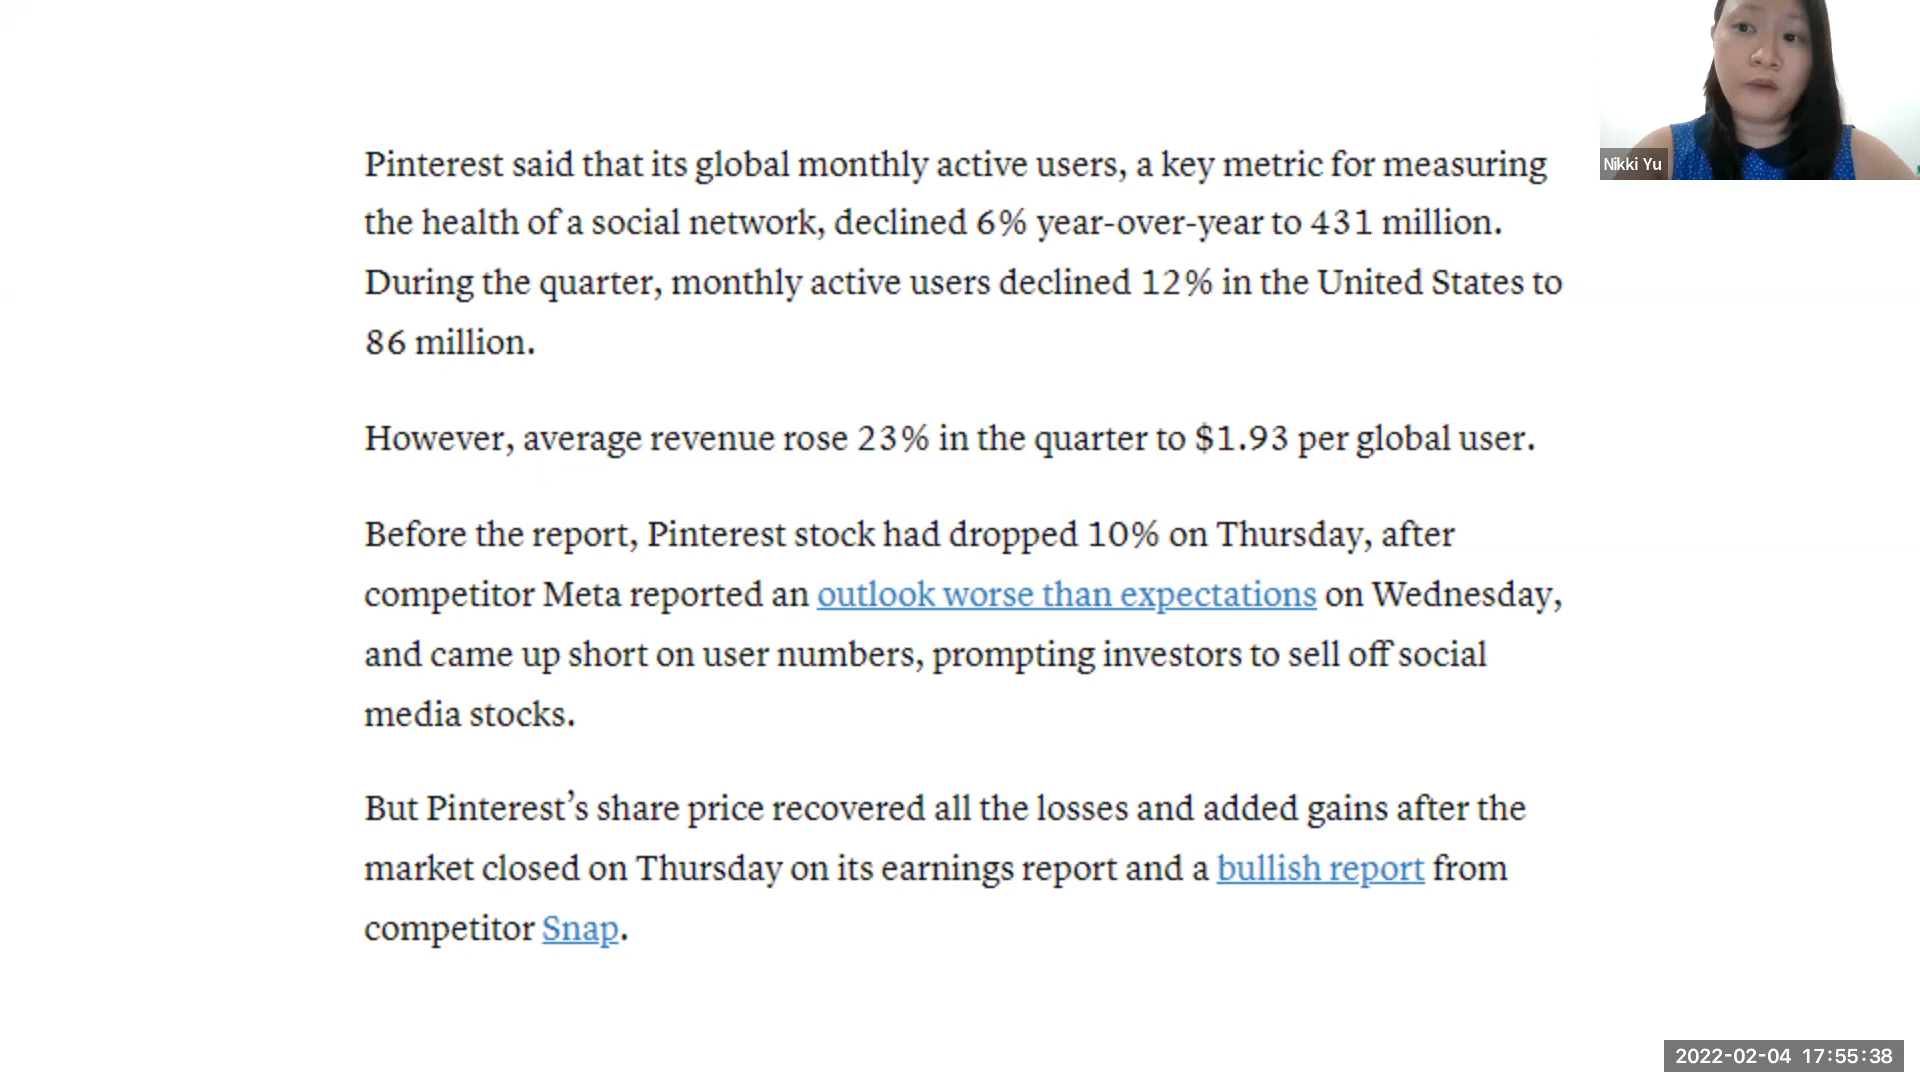 Pinterest said that its global monthly active users, a key metric for measuring
the health of a social network, declined 6% year-over-year to 431 million.
During the quarter, monthly active users declined 12% in the United States to
86 million.
However, average revenue rose 23% in the quarter to $1.93 per global user.
Before the report, Pinterest stock had dropped 10% on Thursday, after
competitor Meta reported an outlook worse than expectations on Wednesday,
and came up short on user numbers, prompting investors to sell off social
media stocks.
But Pinterest’s share price recovered all the losses and added gains after the
market closed on Thursday on its earnings report and a bullish report from
competitor Snap.
Nikki Yu
2022-02-04 17:55:38